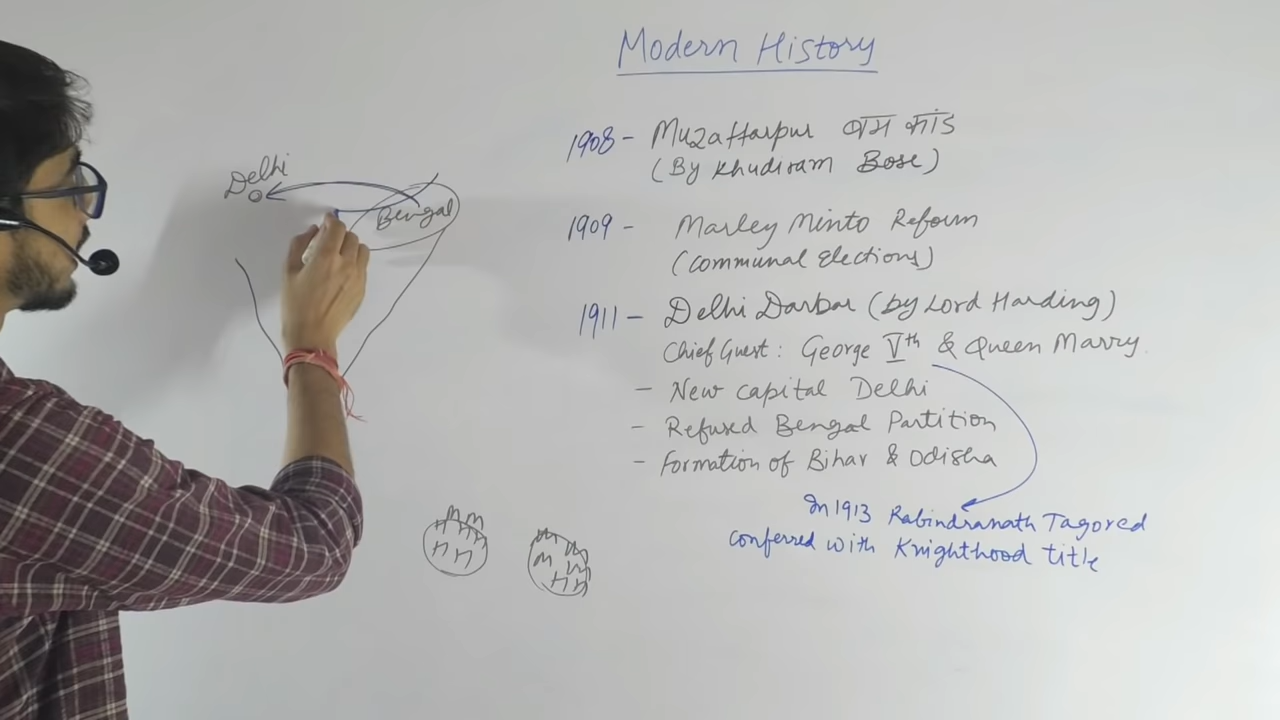 Modern History
1908 - Muzaffarpur बम कांड
(By Khudiram Bose)
1909 - Marley Minto Reform
(Communal Elections)
1911 - Delhi Darbar (by Lord Harding)
Chief Guest: George Vth & Queen Marry.
- New capital Delhi
- Refused Bengal Partition
- Formation of Bihar & Odisha
In 1913 Rabindranath Tagored
conferred with Knighthood title
Delhi
Bengal
M M
H H H
H H
M M
M M
H H